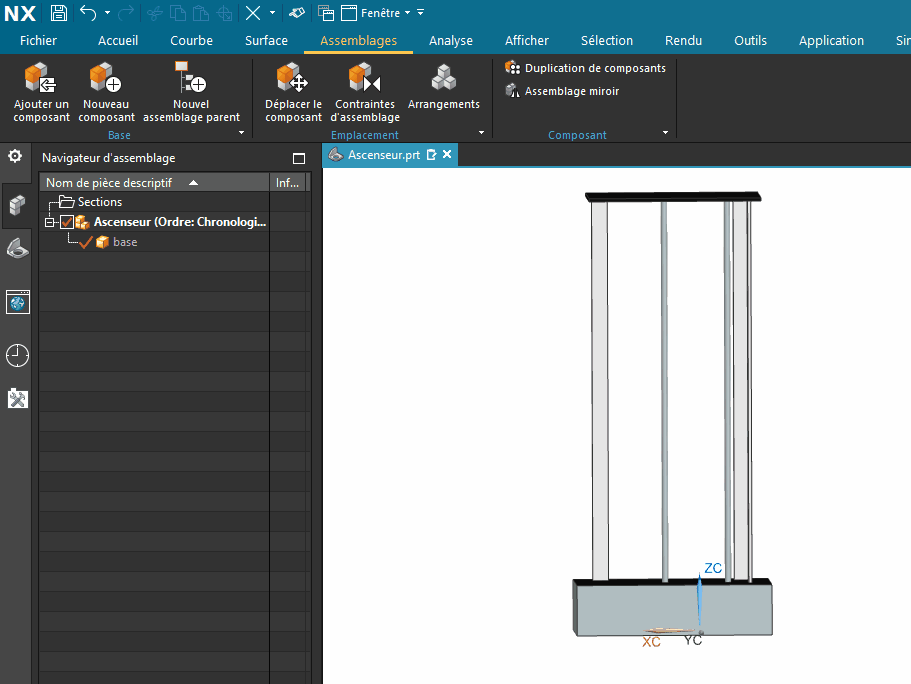 NX Fenêtre
Fichier Accueil Courbe Surface Assemblages Analyse Afficher Sélection Rendu Outils Application
Ajouter un composant
Nouveau composant
Nouvel assemblage parent
Base
Déplacer le composant
Contraintes d'assemblage
Arrangements
Emplacement
Duplication de composants
Assemblage miroir
Composant
Navigateur d'assemblage
Ascenseur.prt
Nom de pièce descriptif Inf...
Sections
Ascenseur (Ordre: Chronologi...
base
ZC
XC YC